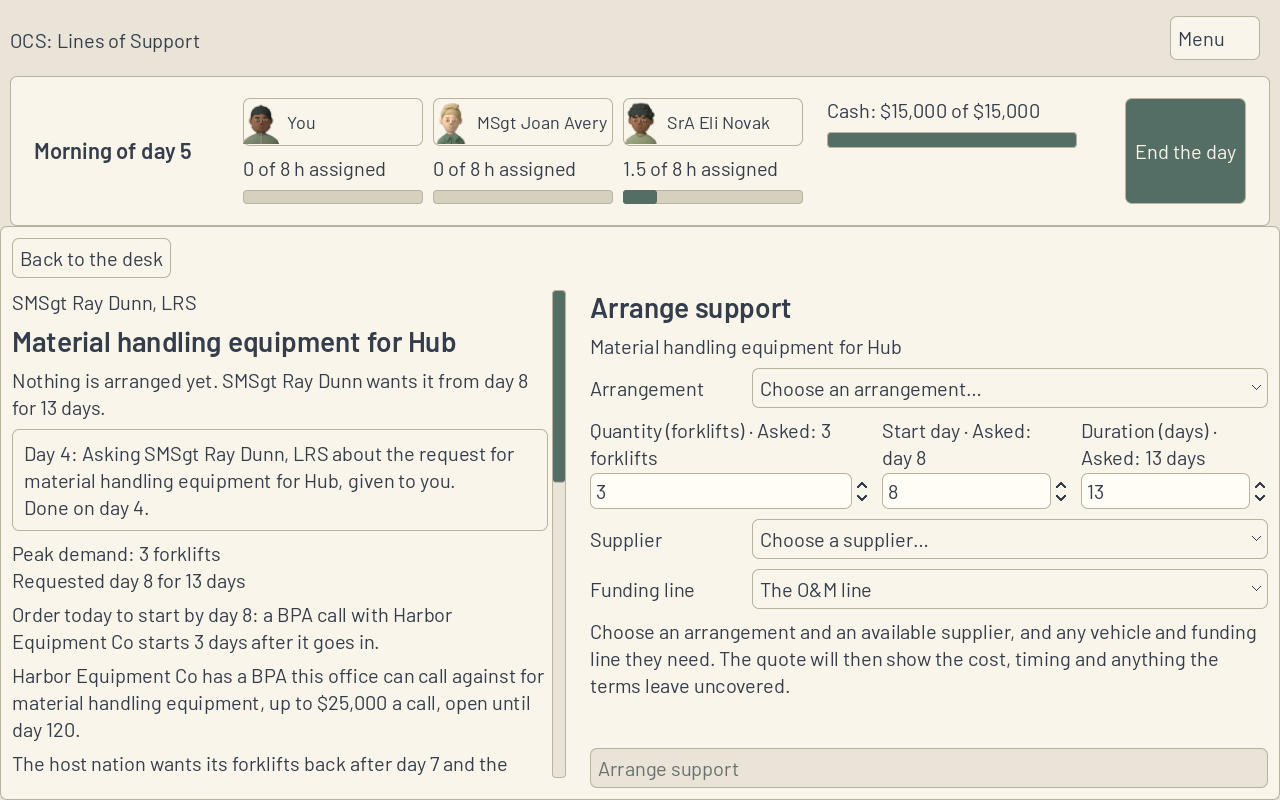 OCS: Lines of Support
Menu
Morning of day 5
You
0 of 8 h assigned
MSgt Joan Avery
0 of 8 h assigned
SrA Eli Novak
1.5 of 8 h assigned
Cash: $15,000 of $15,000
End the day
Back to the desk
SMSgt Ray Dunn, LRS
Material handling equipment for Hub
Nothing is arranged yet. SMSgt Ray Dunn wants it from day 8
for 13 days.
Day 4: Asking SMSgt Ray Dunn, LRS about the request for
material handling equipment for Hub, given to you.
Done on day 4.
Peak demand: 3 forklifts
Requested day 8 for 13 days
Order today to start by day 8: a BPA call with Harbor
Equipment Co starts 3 days after it goes in.
Harbor Equipment Co has a BPA this office can call against for
material handling equipment, up to $25,000 a call, open until
day 120.
The host nation wants its forklifts back after day 7 and the
Arrange support
Material handling equipment for Hub
Arrangement
Choose an arrangement...
Quantity (forklifts) · Asked: 3
forklifts
3
Start day · Asked:
day 8
8
Duration (days) ·
Asked: 13 days
13
Supplier
Choose a supplier...
Funding line
The O&M line
Choose an arrangement and an available supplier, and any vehicle and funding
line they need. The quote will then show the cost, timing and anything the
terms leave uncovered.
Arrange support